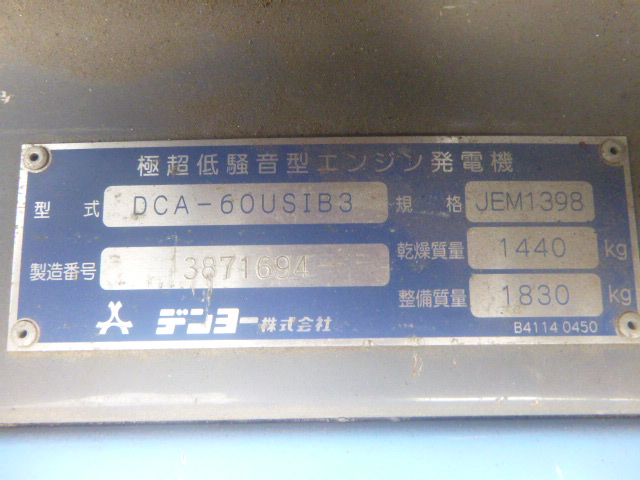 極超低騒音型エンジン発電機
型式 DCA-60USIB3 規格 JEM1398
製造番号 3871694 乾燥質量 1440 kg
整備質量 1830 kg
デンヨー株式会社 B4114 0450